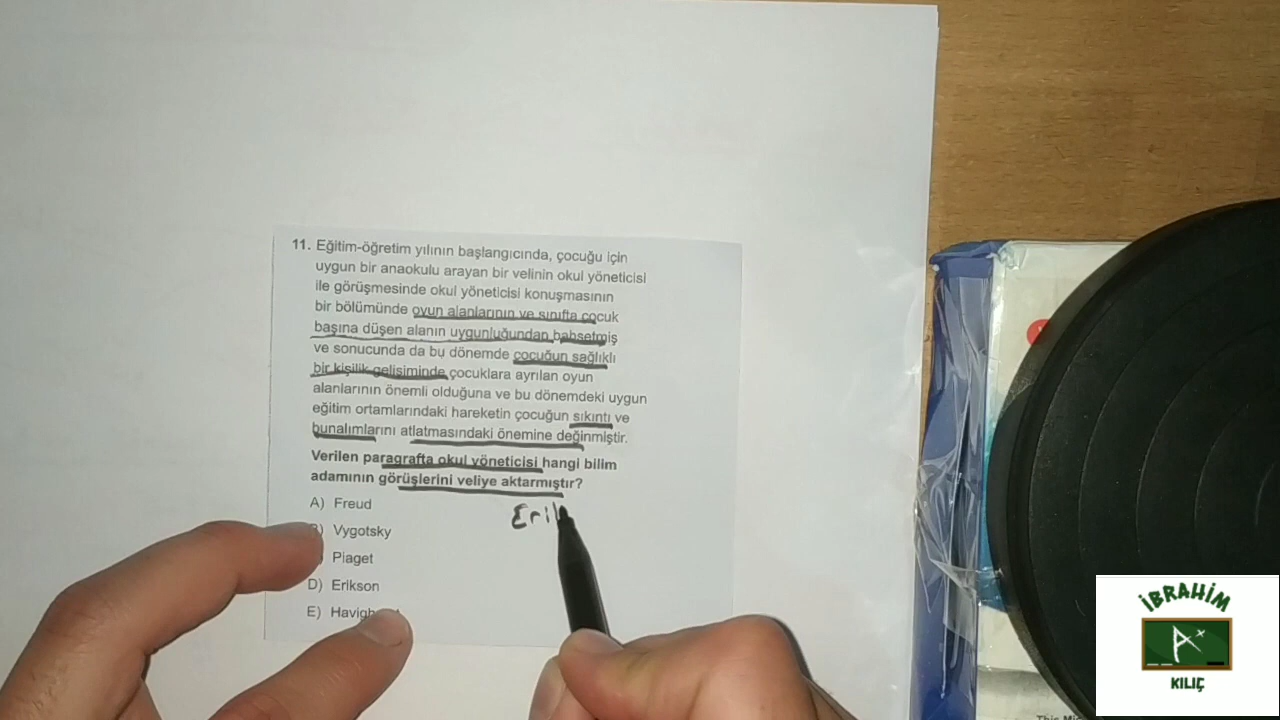 11. Eğitim-öğretim yılının başlangıcında, çocuğu için
uygun bir anaokulu arayan bir velinin okul yöneticisi
ile görüşmesinde okul yöneticisi konuşmasının
bir bölümünde oyun alanlarının ve sınıfta çocuk
başına düşen alanın uygunluğundan bahsetmiş
ve sonucunda da bu dönemde çocuğun sağlıklı
bir kişilik gelişiminde çocuklara ayrılan oyun
alanlarının önemli olduğuna ve bu dönemdeki uygun
eğitim ortamlarındaki hareketin çocuğun sıkıntı ve
bunalımlarını atlatmasındaki önemine değinmiştir.
Verilen paragrafta okul yöneticisi hangi bilim
adamının görüşlerini veliye aktarmıştır?
A) Freud
Erik
) Vygotsky
Piaget
D) Erikson
E)
İBRAHİM
A+
KILIÇ